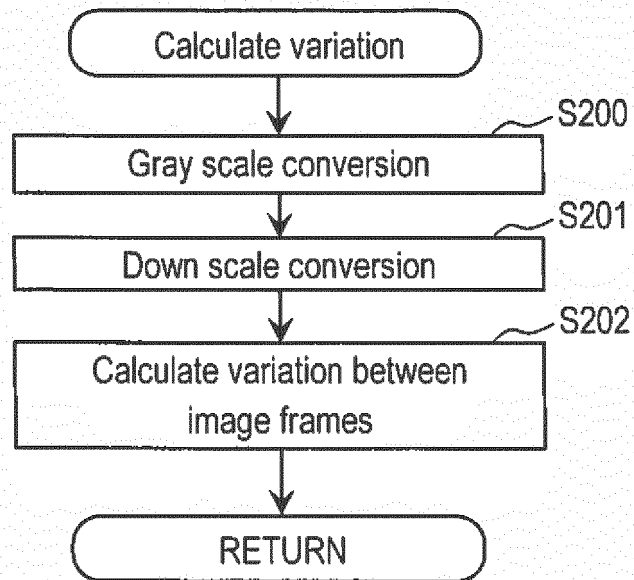 Calculate variation
S200
Gray scale conversion
S201
Down scale conversion
S202
Calculate variation between
image frames
RETURN